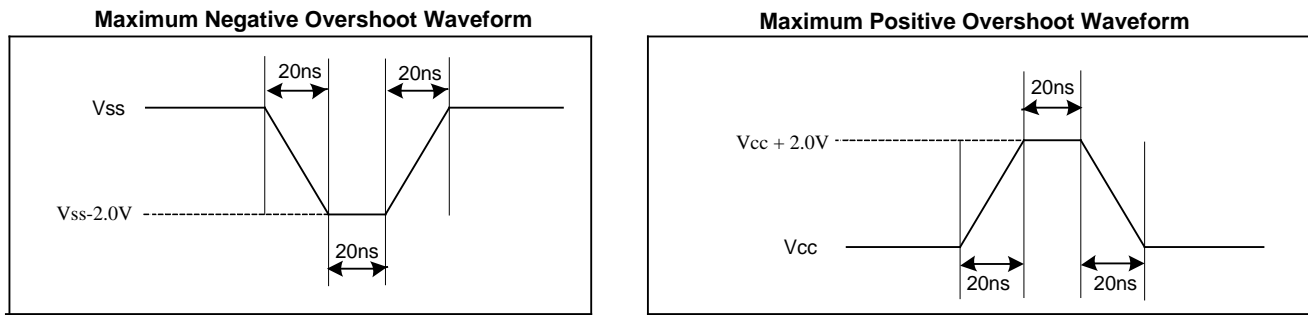 Maximum Negative Overshoot Waveform
20ns
20ns
Vss
Vss-2.0V
20ns
Maximum Positive Overshoot Waveform
20ns
Vcc + 2.0V
Vcc
20ns
20ns